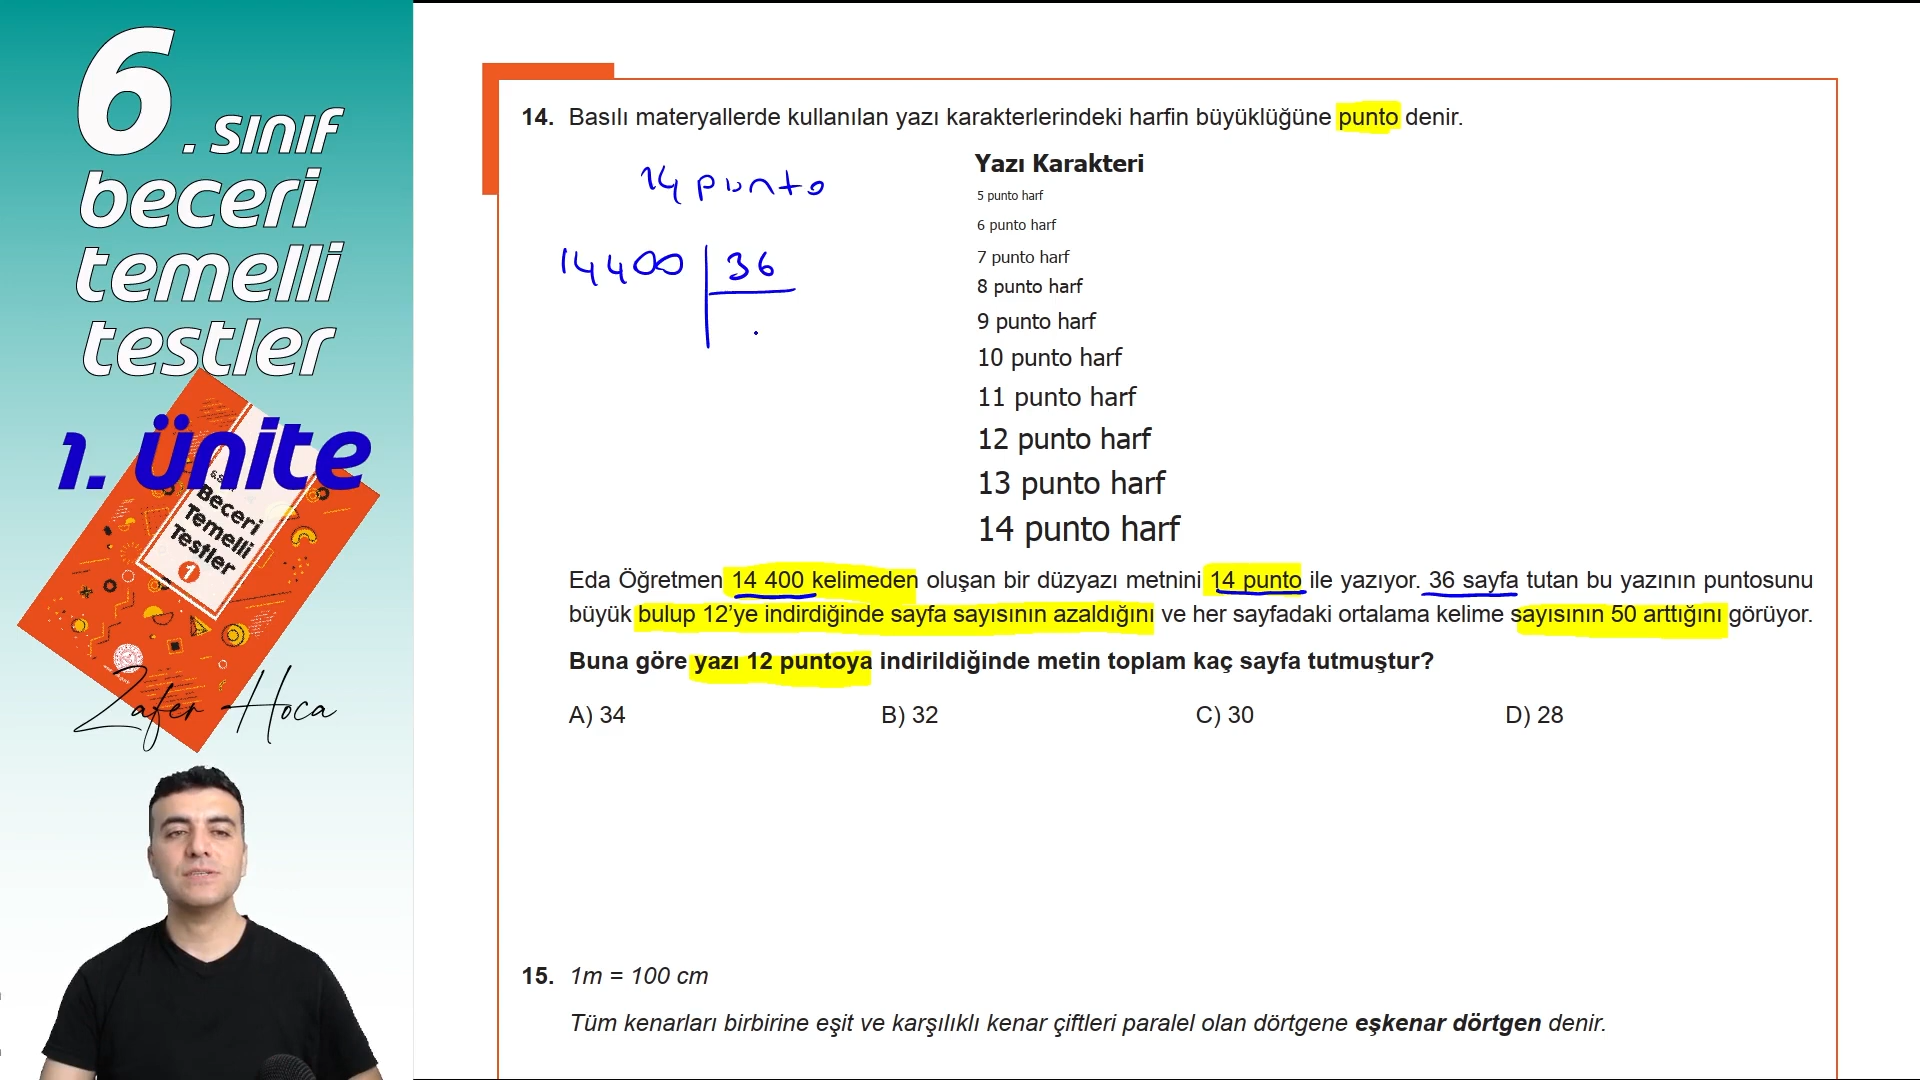 6. sınıf
beceri
temelli
testler
1. ünite
Beceri
Temelli
Testler
1
Zafer Hoca
14. Basılı materyallerde kullanılan yazı karakterlerindeki harfin büyüklüğüne punto denir.
14 punto
14400 36
Yazı Karakteri
5 punto harf
6 punto harf
7 punto harf
8 punto harf
9 punto harf
10 punto harf
11 punto harf
12 punto harf
13 punto harf
14 punto harf
Eda Öğretmen 14 400 kelimeden oluşan bir düzyazı metnini 14 punto ile yazıyor. 36 sayfa tutan bu yazının puntosunu
büyük bulup 12’ye indirdiğinde sayfa sayısının azaldığını ve her sayfadaki ortalama kelime sayısının 50 arttığını görüyor.
Buna göre yazı 12 puntoya indirildiğinde metin toplam kaç sayfa tutmuştur?
A) 34 B) 32 C) 30 D) 28
15. 1m = 100 cm
Tüm kenarları birbirine eşit ve karşılıklı kenar çiftleri paralel olan dörtgene eşkenar dörtgen denir.